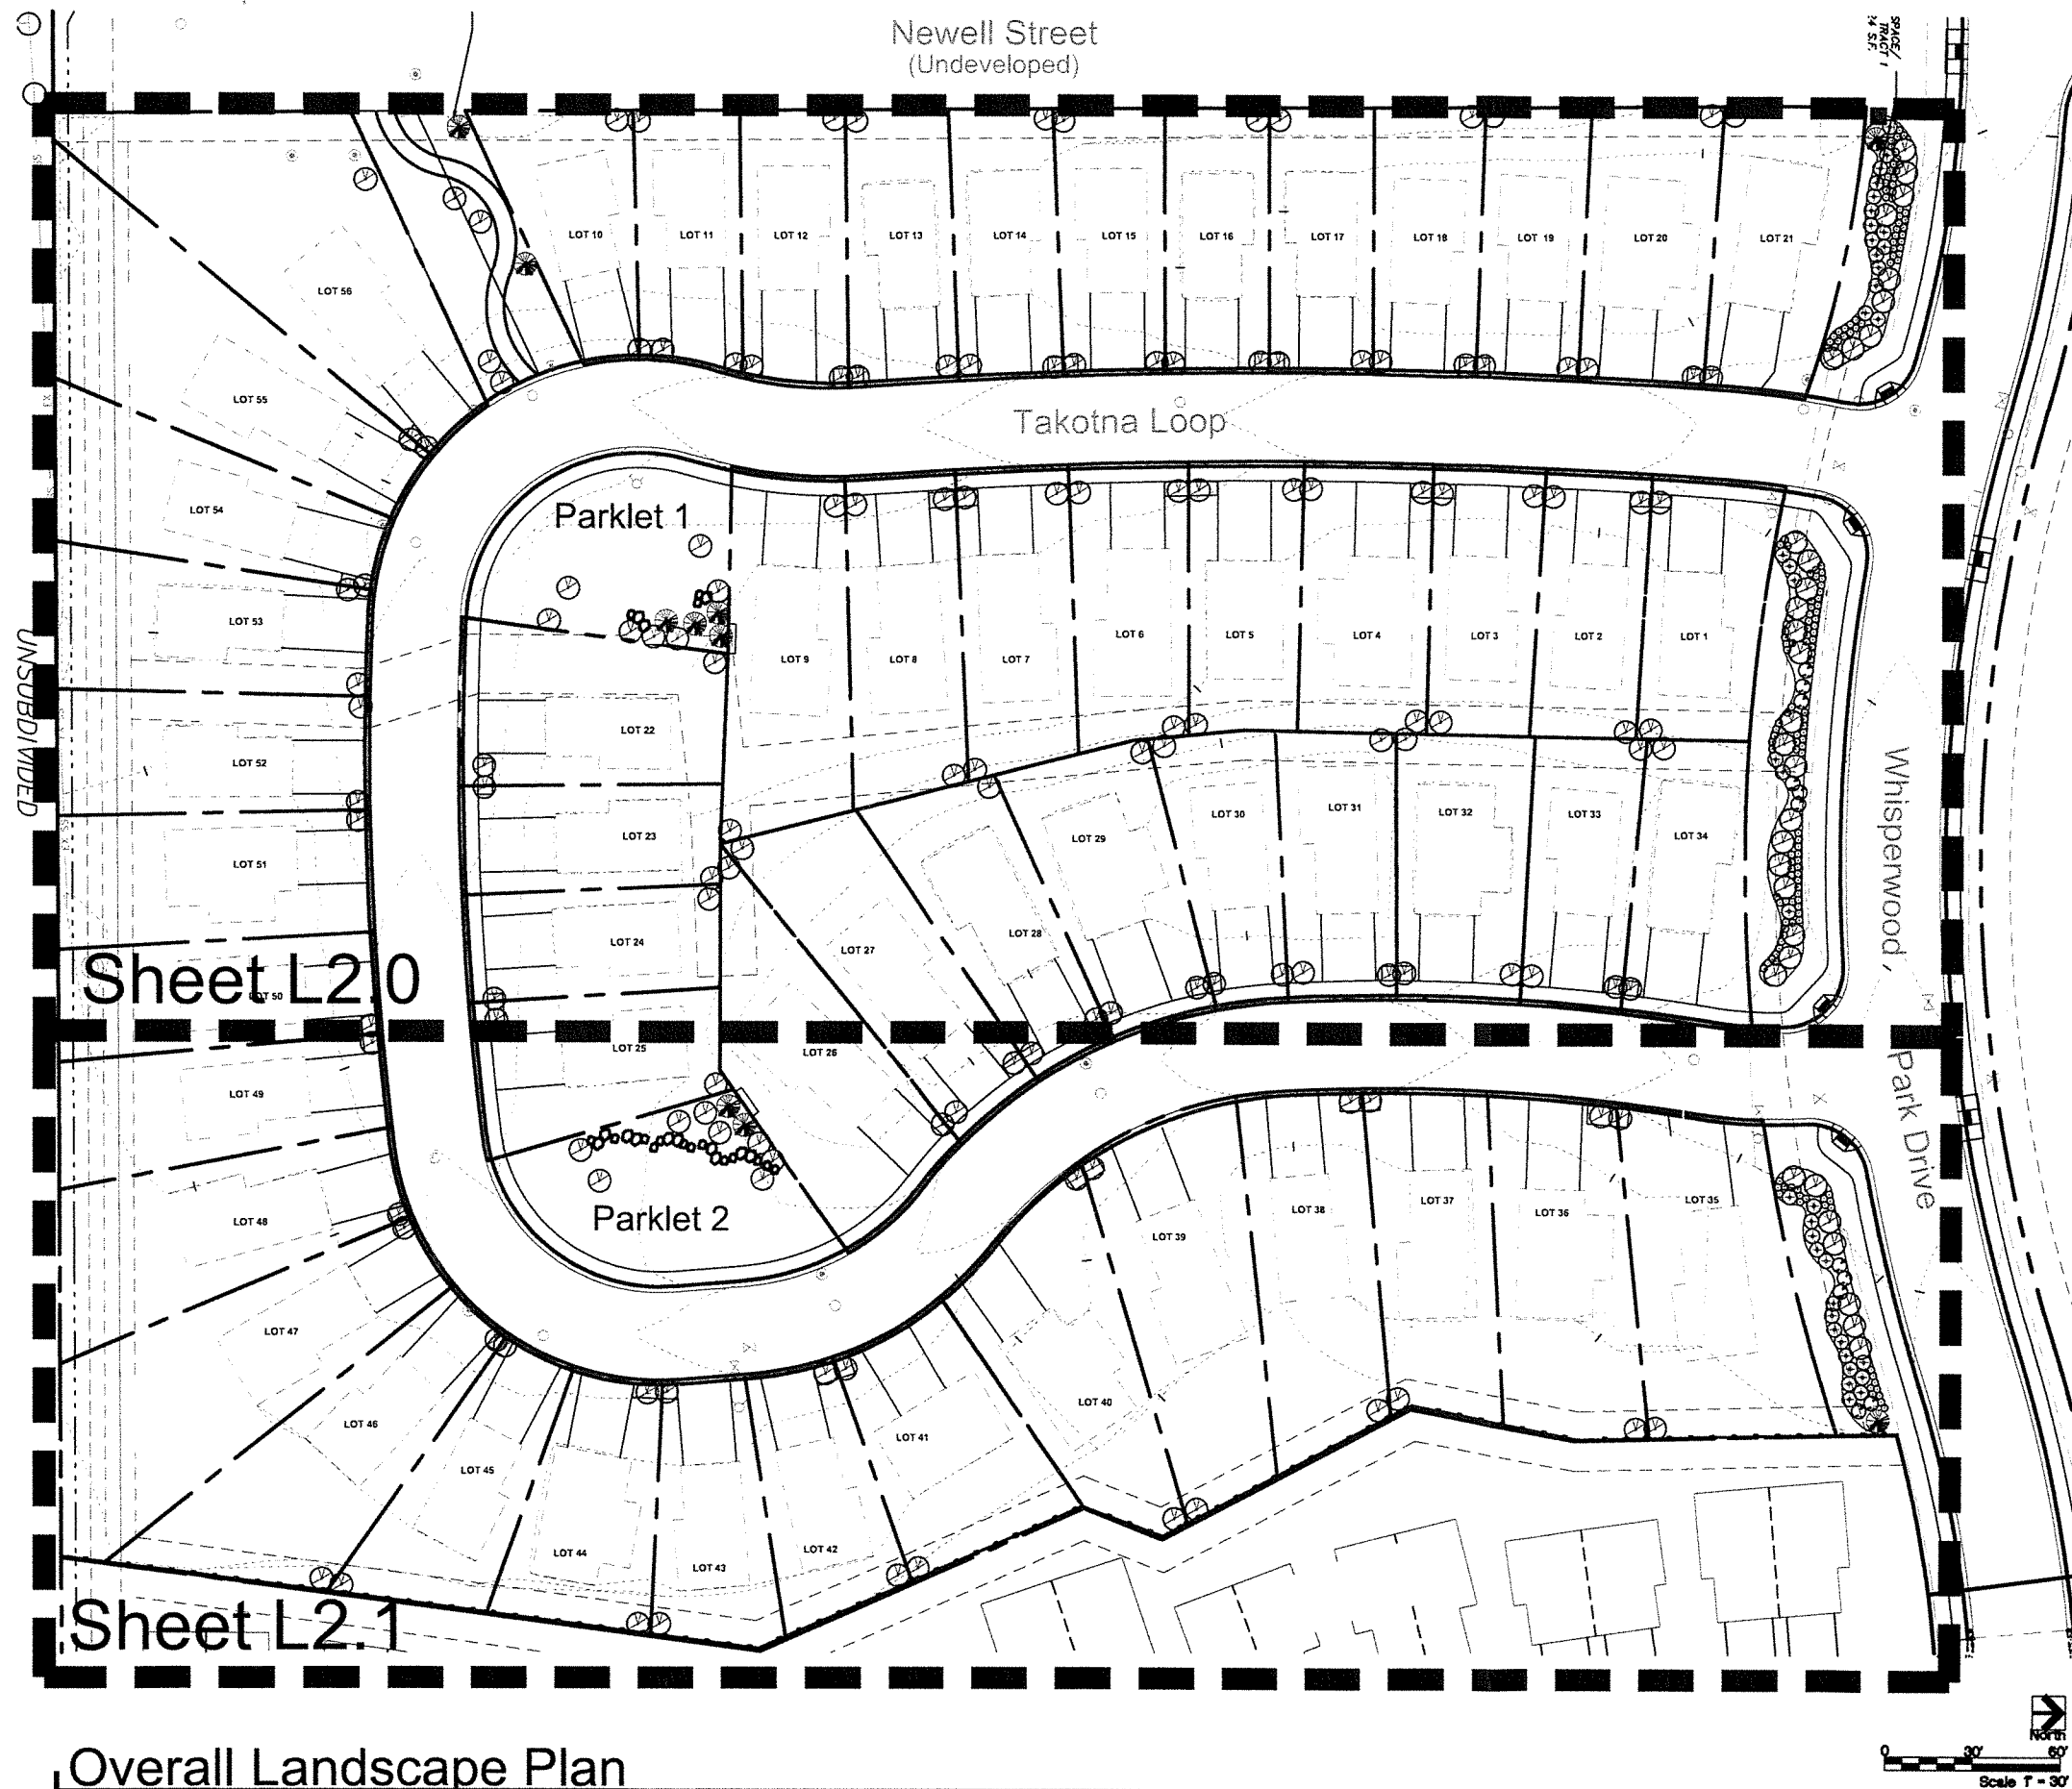 Newell Street
(Undeveloped)
SPACE/
TRACT 1
LOT 10
LOT 11
LOT 12
LOT 13
LOT 14
LOT 15
LOT 16
LOT 17
LOT 18
LOT 19
LOT 20
LOT 21
LOT 56
LOT 55
Takotna Loop
LOT 54
Parklet 1
LOT 53
LOT 9
LOT 8
LOT 7
LOT 6
LOT 5
LOT 4
LOT 3
LOT 2
LOT 1
UNSUBDIVIDED
LOT 22
LOT 52
LOT 23
LOT 51
LOT 24
LOT 27
LOT 28
LOT 29
LOT 30
LOT 31
LOT 32
LOT 33
LOT 34
Whisperwood ,
Park Drive
Sheet L2.0
LOT 50
LOT 25
LOT 26
LOT 49
LOT 48
Parklet 2
LOT 39
LOT 38
LOT 37
LOT 36
LOT 35
LOT 47
LOT 46
LOT 45
LOT 44
LOT 43
LOT 42
LOT 41
LOT 40
Sheet L2.1
North
0 30' 60'
Scale 1" = 30'
Overall Landscape Plan